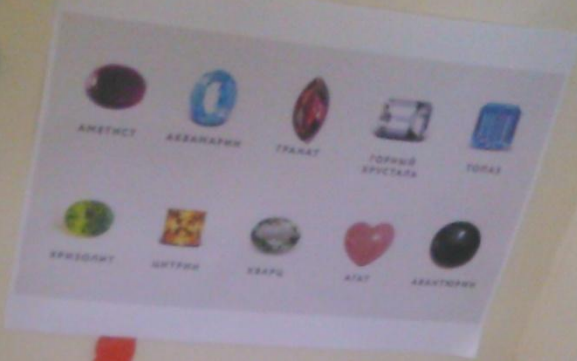 АМЕТИСТ
АКВАМАРИН
ГРАНАТ
ГОРНЫЙ
ХРУСТАЛЬ
ТОПАЗ
ХРИЗОЛИТ
ЦИТРИН
КВАРЦ
АГАТ
АВАНТЮРИН